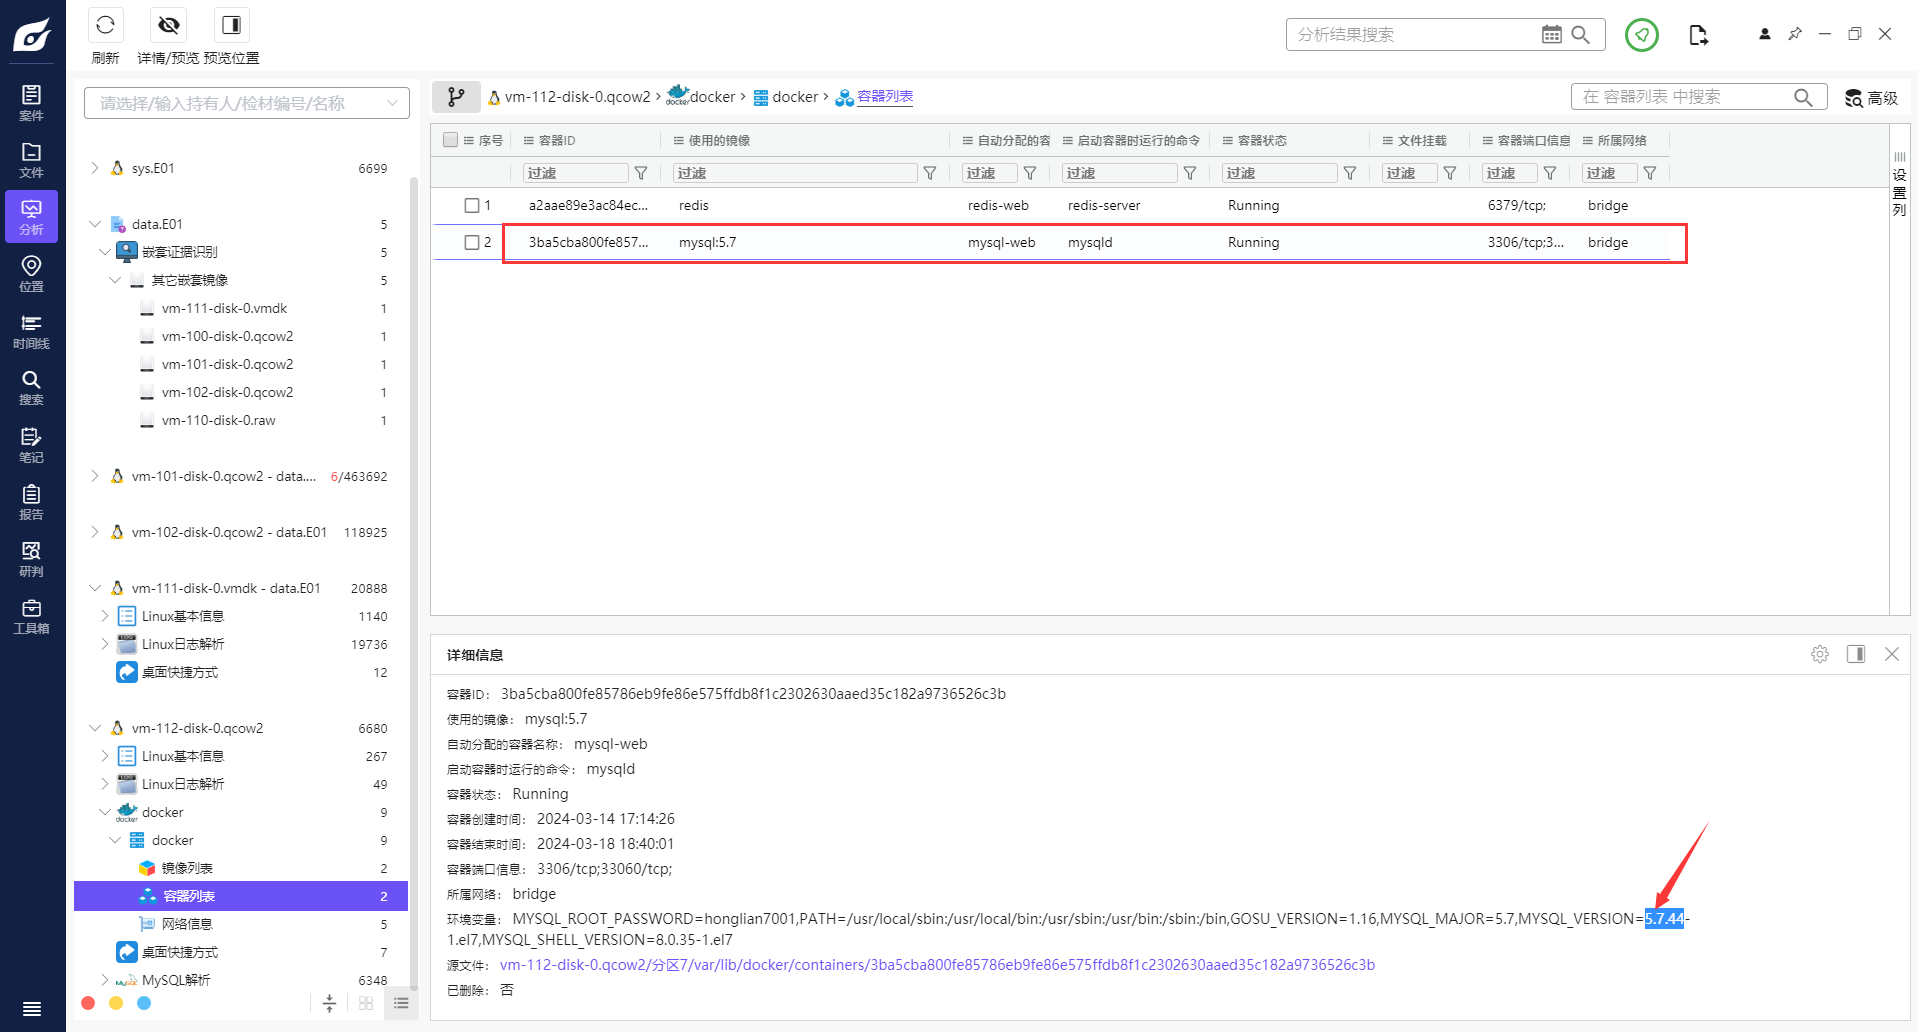 刷新 详情/预览 预览位置
分析结果搜索
案件
文件
分析
位置
时间线
搜索
笔记
报告
研判
工具箱
请选择/输入持有人/检材编号/名称
sys.E01 6699
data.E01 5
嵌套证据识别 5
其它嵌套镜像 5
vm-111-disk-0.vmdk 1
vm-100-disk-0.qcow2 1
vm-101-disk-0.qcow2 1
vm-102-disk-0.qcow2 1
vm-110-disk-0.raw 1
vm-101-disk-0.qcow2 - data.... 6/463692
vm-102-disk-0.qcow2 - data.E01 118925
vm-111-disk-0.vmdk - data.E01 20888
Linux基本信息 1140
Linux日志解析 19736
桌面快捷方式 12
vm-112-disk-0.qcow2 6680
Linux基本信息 267
Linux日志解析 49
docker 9
docker 9
镜像列表 2
容器列表 2
网络信息 5
桌面快捷方式 7
MySQL解析 6348
vm-112-disk-0.qcow2 docker docker 容器列表
在 容器列表 中搜索
高级
序号 容器ID 使用的镜像 自动分配的容 启动容器时运行的命令 容器状态 文件挂载 容器端口信息 所属网络
过滤 过滤 过滤 过滤 过滤 过滤 过滤 过滤
1 a2aae89e3ac84ec... redis redis-web redis-server Running 6379/tcp; bridge
2 3ba5cba800fe857... mysql:5.7 mysql-web mysqld Running 3306/tcp;3... bridge
设置列
详细信息
容器ID： 3ba5cba800fe85786eb9fe86e575ffdb8f1c2302630aaed35c182a9736526c3b
使用的镜像： mysql:5.7
自动分配的容器名称： mysql-web
启动容器时运行的命令： mysqld
容器状态： Running
容器创建时间： 2024-03-14 17:14:26
容器结束时间： 2024-03-18 18:40:01
容器端口信息： 3306/tcp;33060/tcp;
所属网络： bridge
环境变量： MYSQL_ROOT_PASSWORD=honglian7001,PATH=/usr/local/sbin:/usr/local/bin:/usr/sbin:/usr/bin:/sbin:/bin,GOSU_VERSION=1.16,MYSQL_MAJOR=5.7,MYSQL_VERSION=5.7.44-
1.el7,MYSQL_SHELL_VERSION=8.0.35-1.el7
源文件： vm-112-disk-0.qcow2/分区7/var/lib/docker/containers/3ba5cba800fe85786eb9fe86e575ffdb8f1c2302630aaed35c182a9736526c3b
已删除： 否